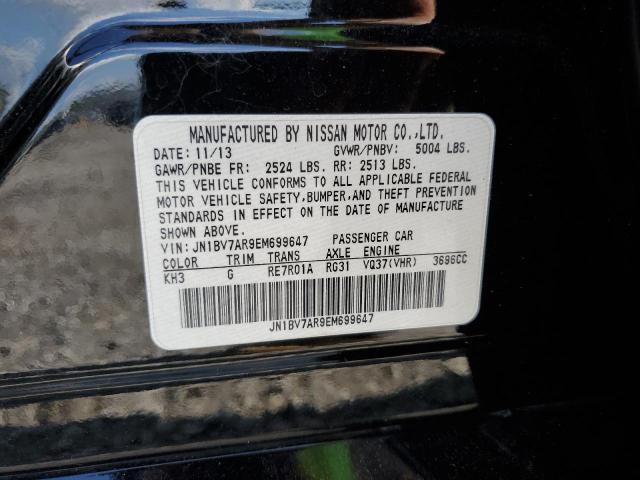 MANUFACTURED BY NISSAN MOTOR CO.,LTD.
DATE: 11/13 GVWR/PNBV: 5004 LBS.
GAWR/PNBE FR: 2524 LBS. RR: 2513 LBS.
THIS VEHICLE CONFORMS TO ALL APPLICABLE FEDERAL
MOTOR VEHICLE SAFETY, BUMPER, AND THEFT PREVENTION
STANDARDS IN EFFECT ON THE DATE OF MANUFACTURE
SHOWN ABOVE.
VIN: JN1BV7AR9EM699647 PASSENGER CAR
COLOR TRIM TRANS AXLE ENGINE
KH3 G RE7R01A RG31 VQ37(VHR) 3696CC
JN1BV7AR9EM699647